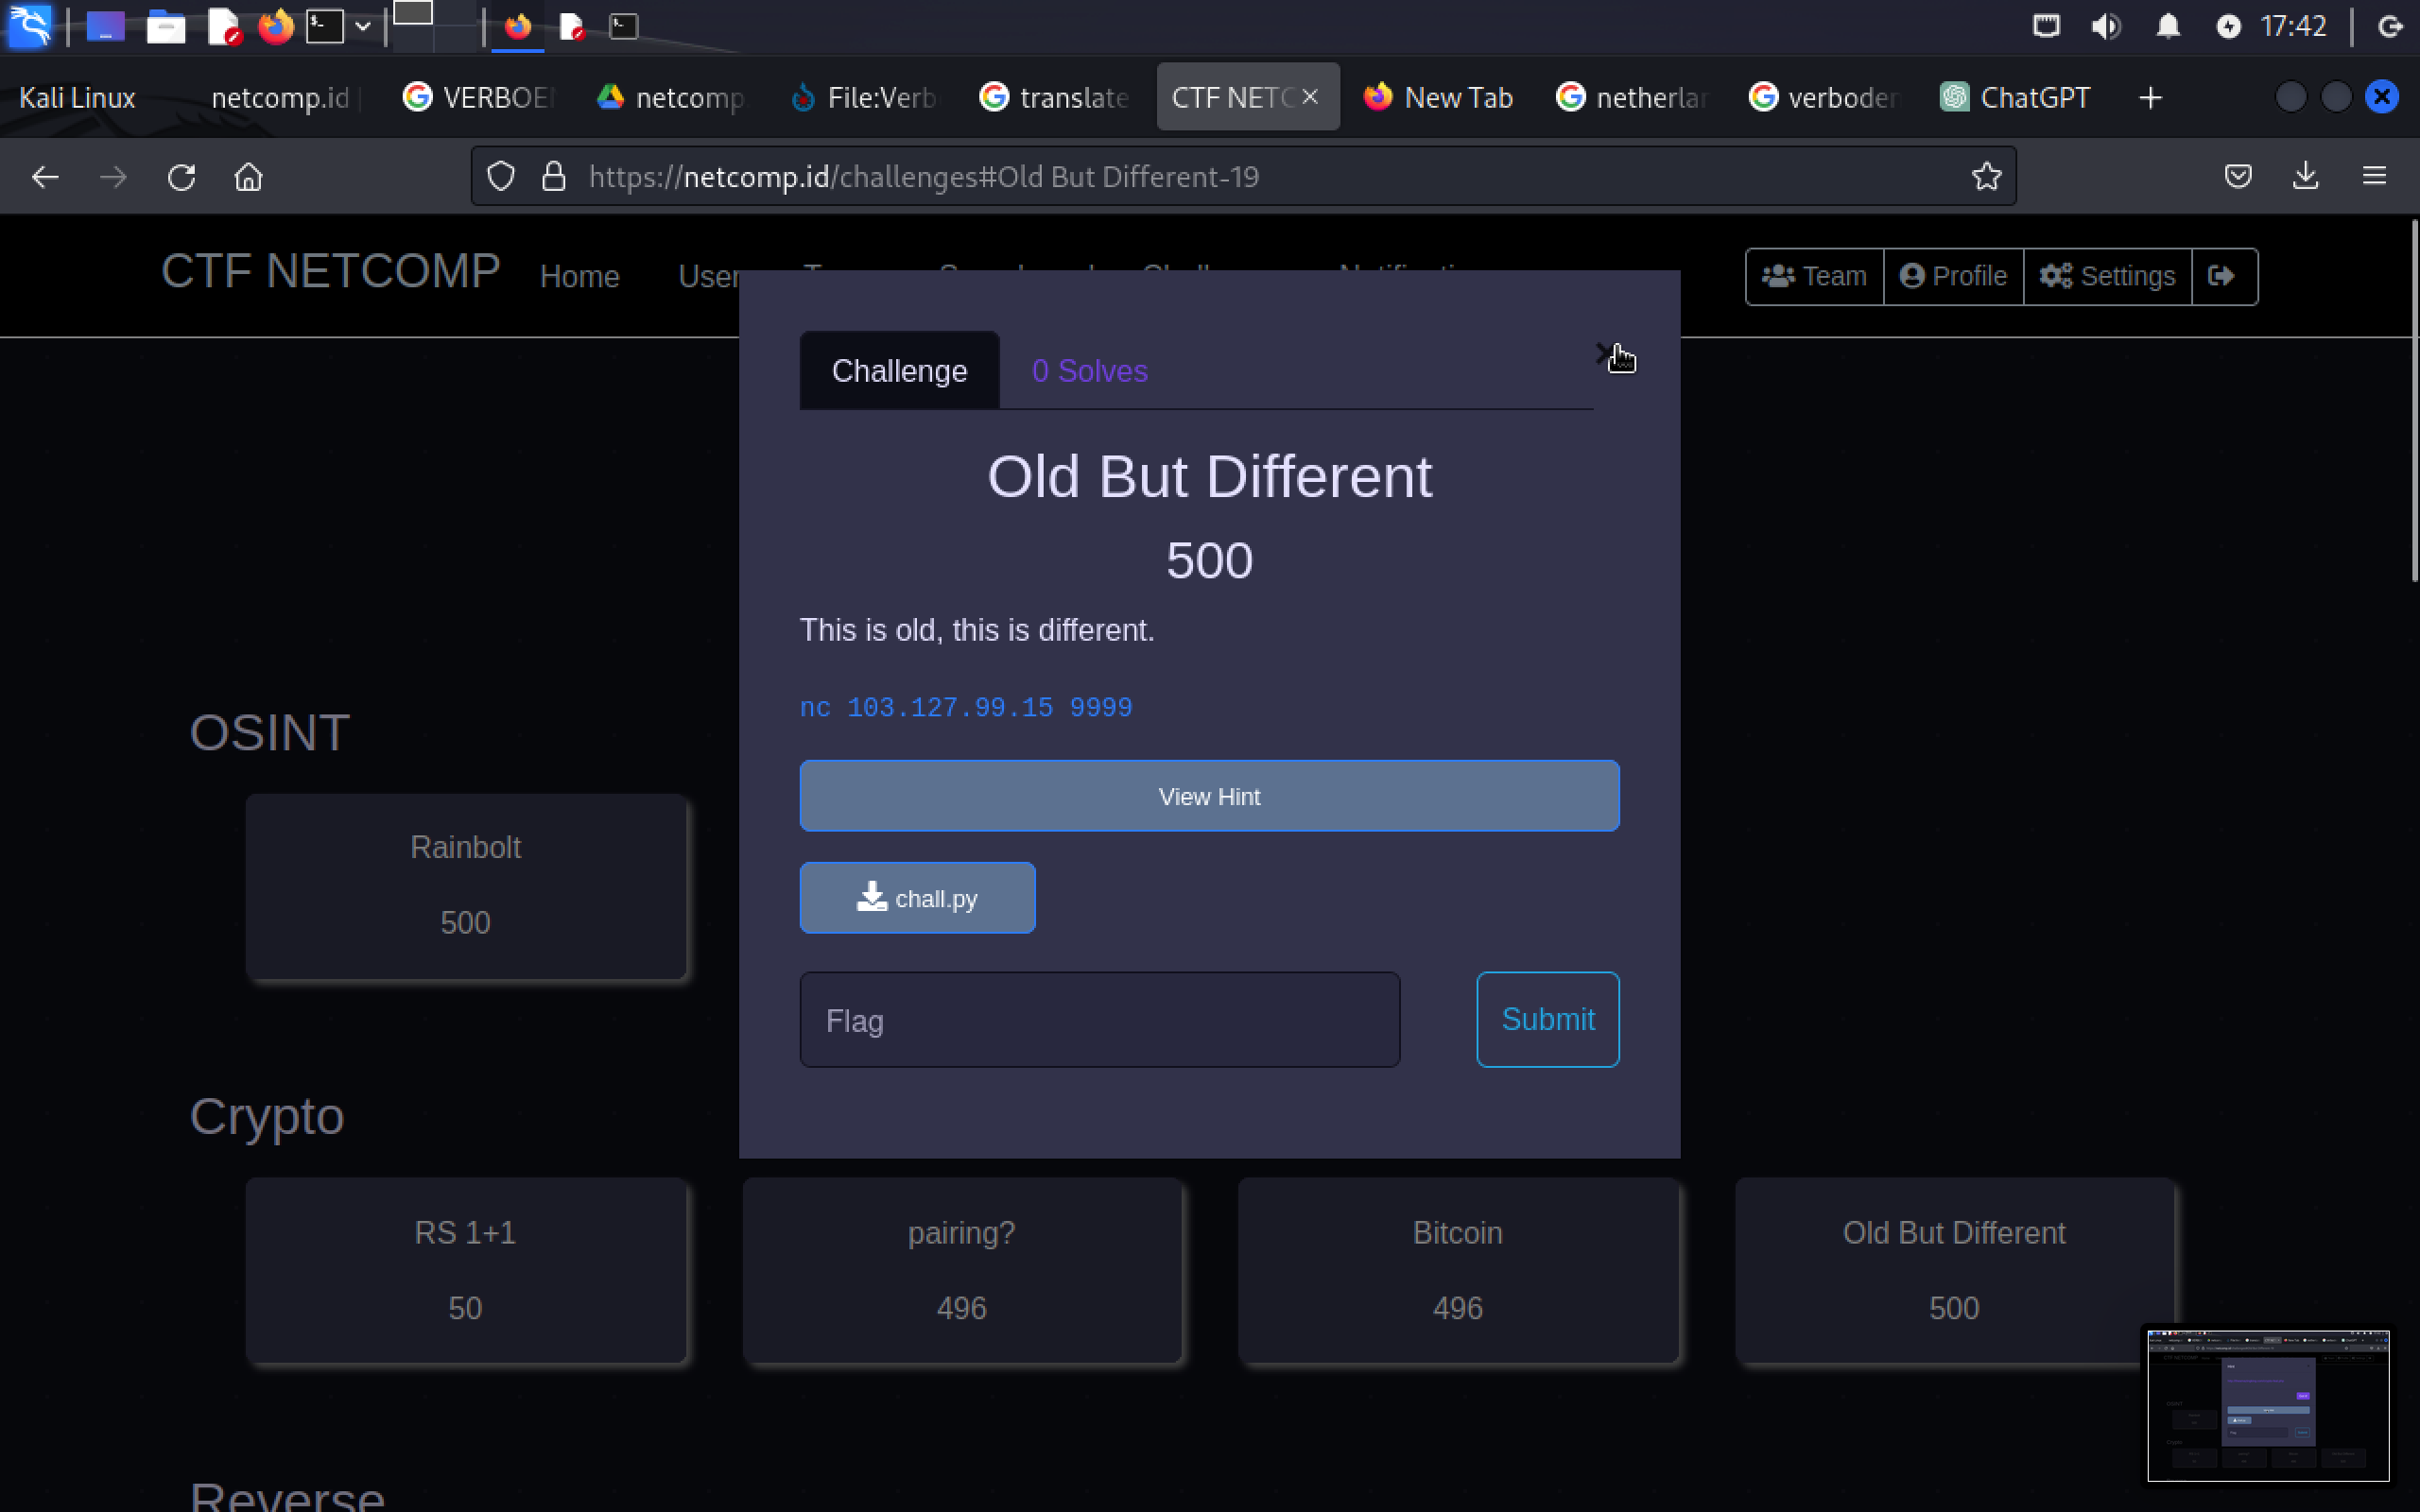 17:42
Kali Linux
netcomp.id
VERBOE
netcomp
File:Verb
translate
CTF NETC
New Tab
netherlar
verboden
ChatGPT
https://netcomp.id/challenges#Old But Different-19
CTF NETCOMP
Home
User
Team
Profile
Settings
Challenge
0 Solves
Old But Different
500
This is old, this is different.
nc 103.127.99.15 9999
View Hint
chall.py
Flag
Submit
OSINT
Rainbolt
500
Crypto
RS 1+1
50
pairing?
496
Bitcoin
496
Old But Different
500
Reverse